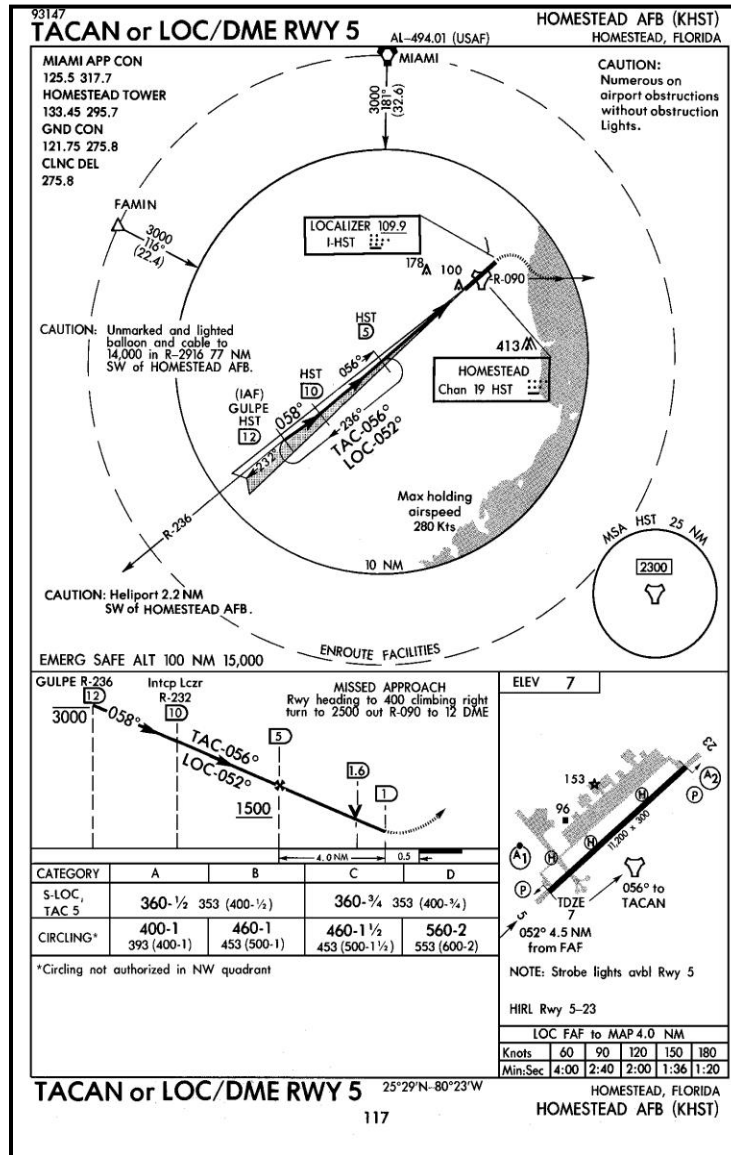 93147
TACAN or LOC/DME RWY 5
AL-494.01 (USAF)
HOMESTEAD AFB (KHST)
HOMESTEAD, FLORIDA
MIAMI APP CON
125.5 317.7
HOMESTEAD TOWER
133.45 295.7
GND CON
121.75 275.8
CLNC DEL
275.8
MIAMI
3000
181°
(32.6)
CAUTION:
Numerous on
airport obstructions
without obstruction
Lights.
FAMIN
3000
116°
(22.4)
LOCALIZER 109.9
I-HST
178
100
R-090
CAUTION: Unmarked and lighted
balloon and cable to
14,000 in R-2916 77 NM
SW of HOMESTEAD AFB.
HST
5
413
HOMESTEAD
Chan 19 HST
HST
10
056°
(IAF)
GULPE
HST
12
058°
236°
232°
TAC-056°
LOC-052°
Max holding
airspeed
280 Kts
R-236
10 NM
MSA HST 25 NM
2300
CAUTION: Heliport 2.2 NM
SW of HOMESTEAD AFB.
ENROUTE FACILITIES
EMERG SAFE ALT 100 NM 15,000
GULPE R-236
12
3000
058°
Intcp Lczr
R-232
10
TAC-056°
LOC-052°
MISSED APPROACH
Rwy heading to 400 climbing right
turn to 2500 out R-090 to 12 DME
5
1500
1.6
1
4.0 NM
0.5
CATEGORY A B C D
S-LOC, TAC 5 360-½ 353 (400-½) 360-¾ 353 (400-¾)
CIRCLING* 400-1 460-1 460-1½ 560-2
393 (400-1) 453 (500-1) 453 (500-1½) 553 (600-2)
*Circling not authorized in NW quadrant
ELEV 7
23
A2
P
153
96
H
H
H
11,200 x 300
A1
P
TDZE
7
5
056° to
TACAN
052° 4.5 NM
from FAF
NOTE: Strobe lights avbl Rwy 5
HIRL Rwy 5-23
LOC FAF to MAP 4.0 NM
Knots 60 90 120 150 180
Min:Sec 4:00 2:40 2:00 1:36 1:20
TACAN or LOC/DME RWY 5
25°29'N-80°23'W
HOMESTEAD, FLORIDA
HOMESTEAD AFB (KHST)
117